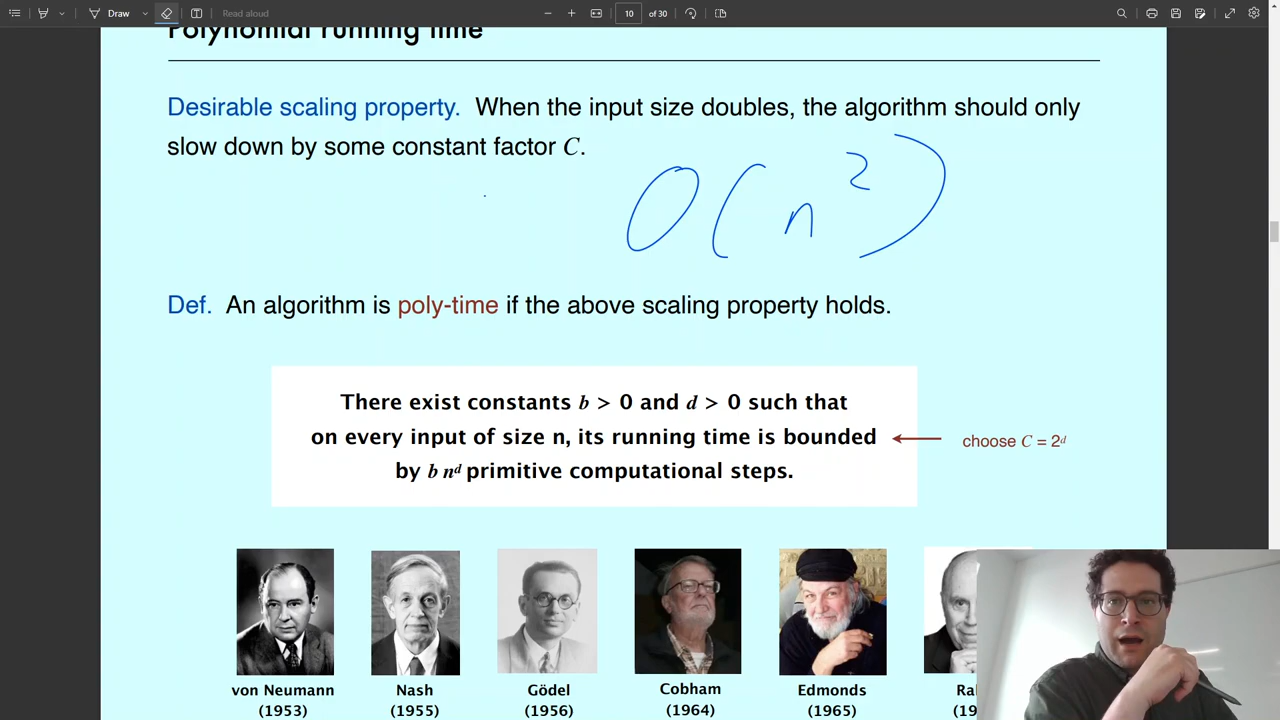 Draw
Read aloud
10 of 30
Polynomial running time
Desirable scaling property. When the input size doubles, the algorithm should only
slow down by some constant factor C.
O(n²)
Def. An algorithm is poly-time if the above scaling property holds.
There exist constants b > 0 and d > 0 such that
on every input of size n, its running time is bounded
by b nᵈ primitive computational steps.
choose C = 2ᵈ
von Neumann
(1953)
Nash
(1955)
Gödel
(1956)
Cobham
(1964)
Edmonds
(1965)